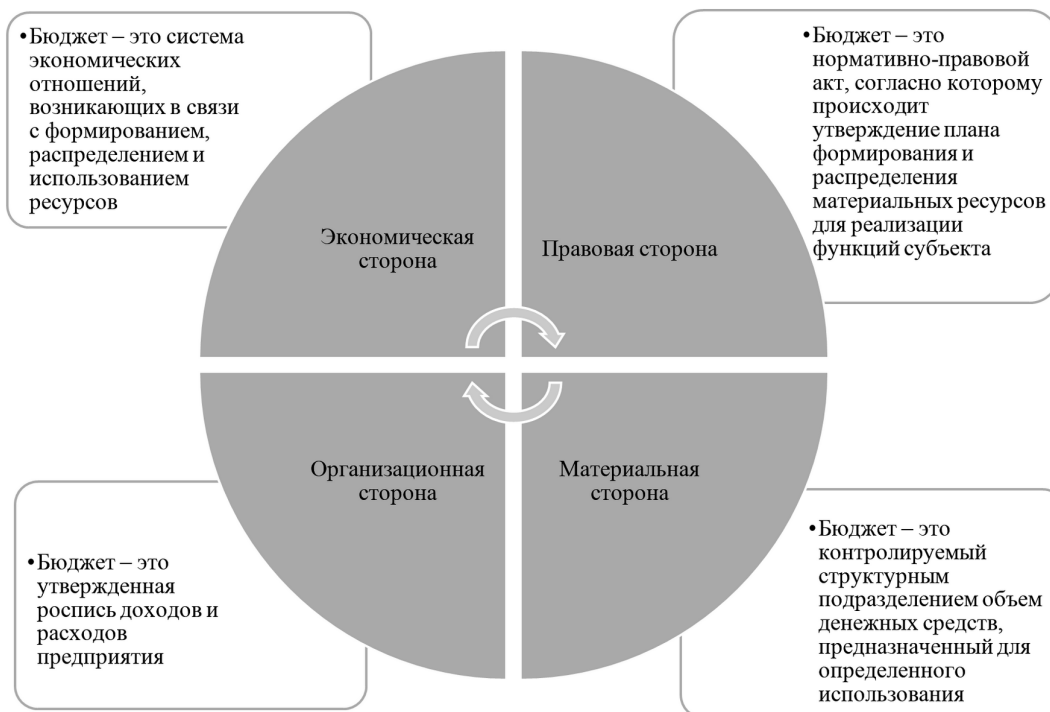 •Бюджет – это система
экономических
отношений,
возникающих в связи
с формированием,
распределением и
использованием
ресурсов
•Бюджет – это
нормативно-правовой
акт, согласно которому
происходит
утверждение плана
формирования и
распределения
материальных ресурсов
для реализации
функций субъекта
Экономическая
сторона
Правовая сторона
Организационная
сторона
Материальная
сторона
•Бюджет – это
утвержденная
роспись доходов и
расходов
предприятия
•Бюджет – это
контролируемый
структурным
подразделением объем
денежных средств,
предназначенный для
определенного
использования